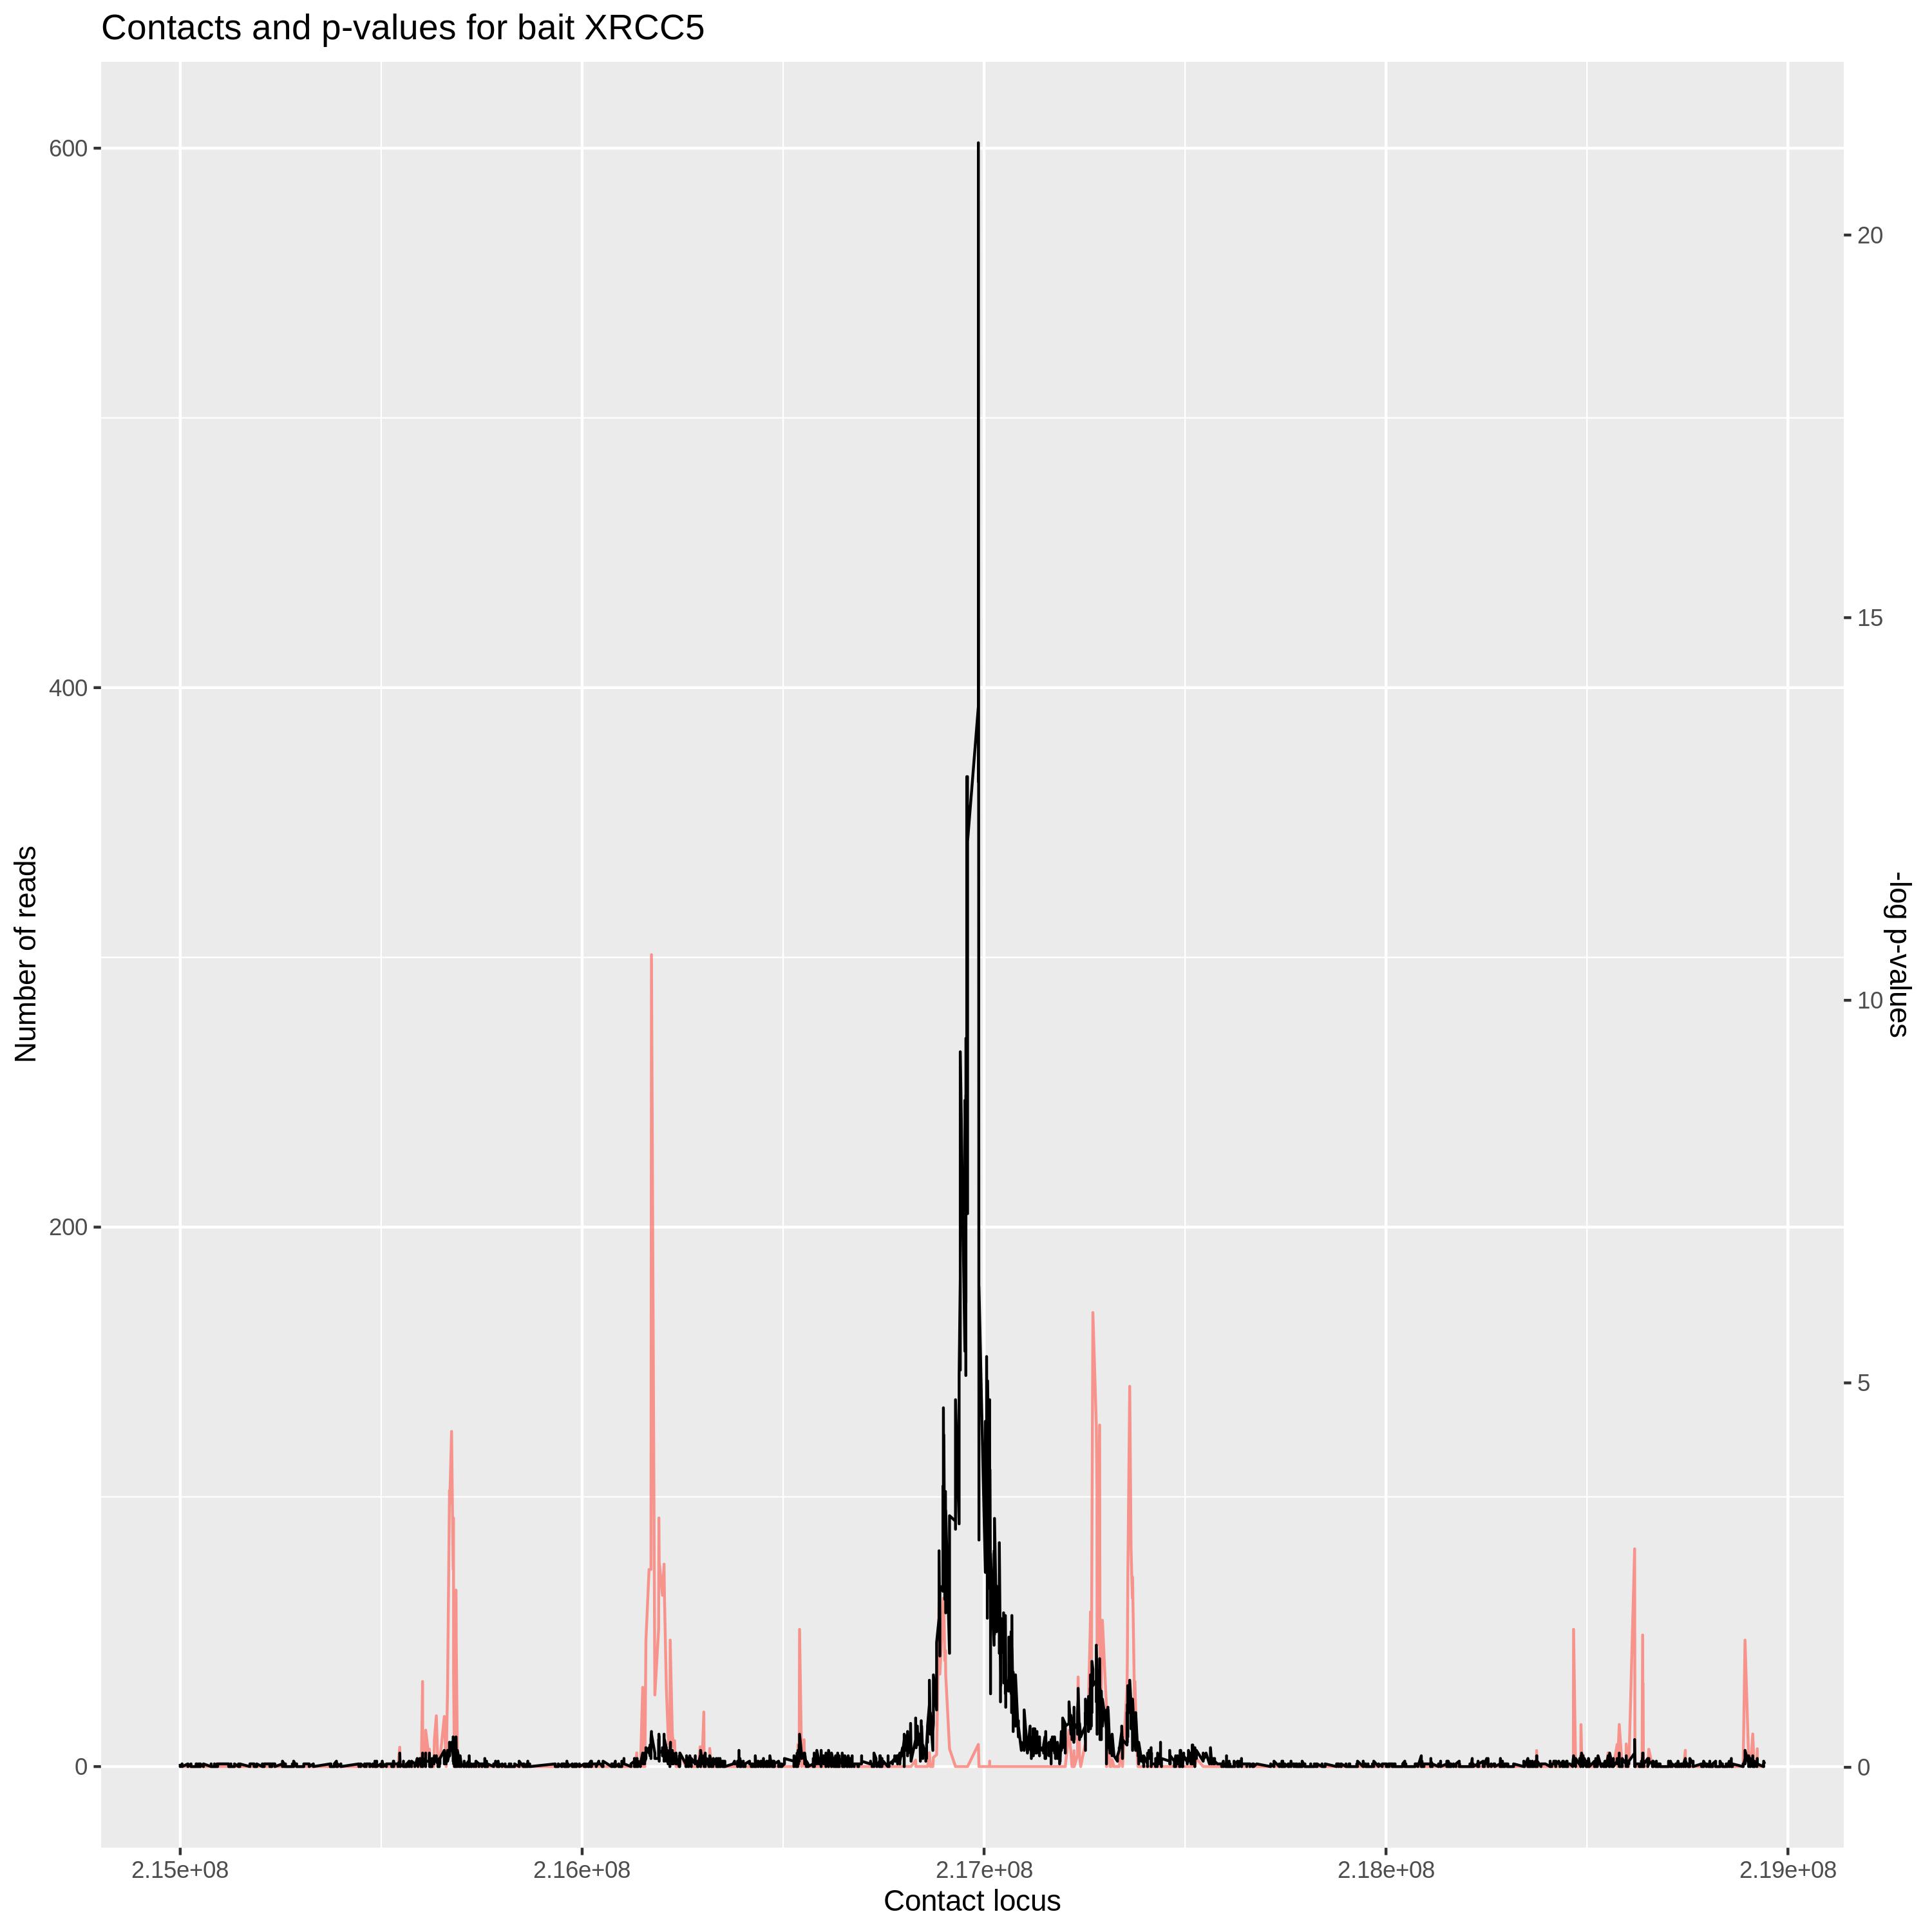 Contacts and p-values for bait XRCC5
600
400
200
0
Number of reads
20
15
10
5
0
-log p-values
2.15e+08 2.16e+08 2.17e+08 2.18e+08 2.19e+08
Contact locus